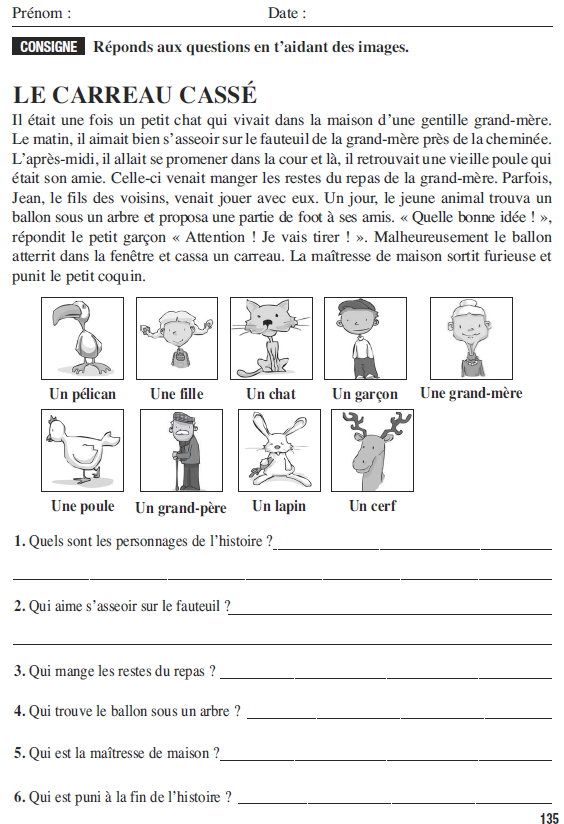 Prénom : Date :
CONSIGNE Réponds aux questions en t’aidant des images.
LE CARREAU CASSÉ
Il était une fois un petit chat qui vivait dans la maison d’une gentille grand-mère.
Le matin, il aimait bien s’asseoir sur le fauteuil de la grand-mère près de la cheminée.
L’après-midi, il allait se promener dans la cour et là, il retrouvait une vieille poule qui
était son amie. Celle-ci venait manger les restes du repas de la grand-mère. Parfois,
Jean, le fils des voisins, venait jouer avec eux. Un jour, le jeune animal trouva un
ballon sous un arbre et proposa une partie de foot à ses amis. « Quelle bonne idée ! »,
répondit le petit garçon « Attention ! Je vais tirer ! ». Malheureusement le ballon
atterrit dans la fenêtre et cassa un carreau. La maîtresse de maison sortit furieuse et
punit le petit coquin.
Un pélican Une fille Un chat Un garçon Une grand-mère
Une poule Un grand-père Un lapin Un cerf
1. Quels sont les personnages de l’histoire ?
2. Qui aime s’asseoir sur le fauteuil ?
3. Qui mange les restes du repas ?
4. Qui trouve le ballon sous un arbre ?
5. Qui est la maîtresse de maison ?
6. Qui est puni à la fin de l’histoire ?
135